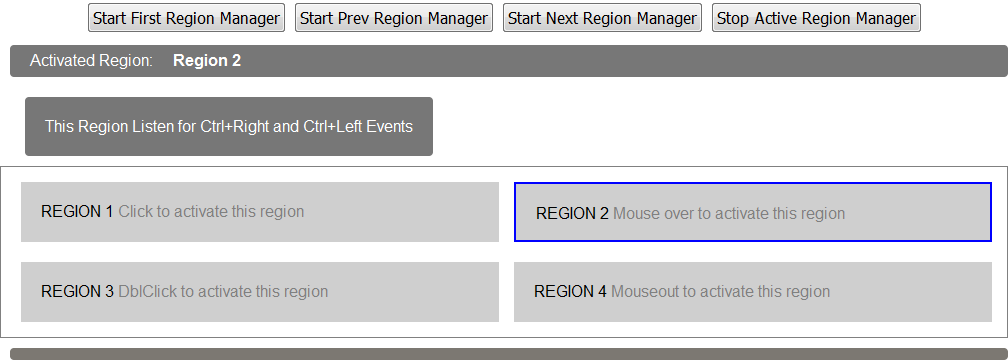 Start First Region Manager Start Prev Region Manager Start Next Region Manager Stop Active Region Manager
Activated Region: Region 2
This Region Listen for Ctrl+Right and Ctrl+Left Events
REGION 1 Click to activate this region
REGION 2 Mouse over to activate this region
REGION 3 DblClick to activate this region
REGION 4 Mouseout to activate this region